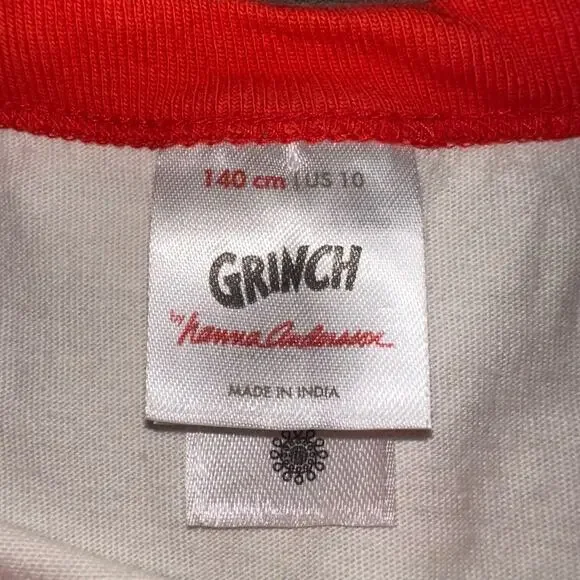 140 cm | US 10
GRINCH
by hanna andersson
MADE IN INDIA